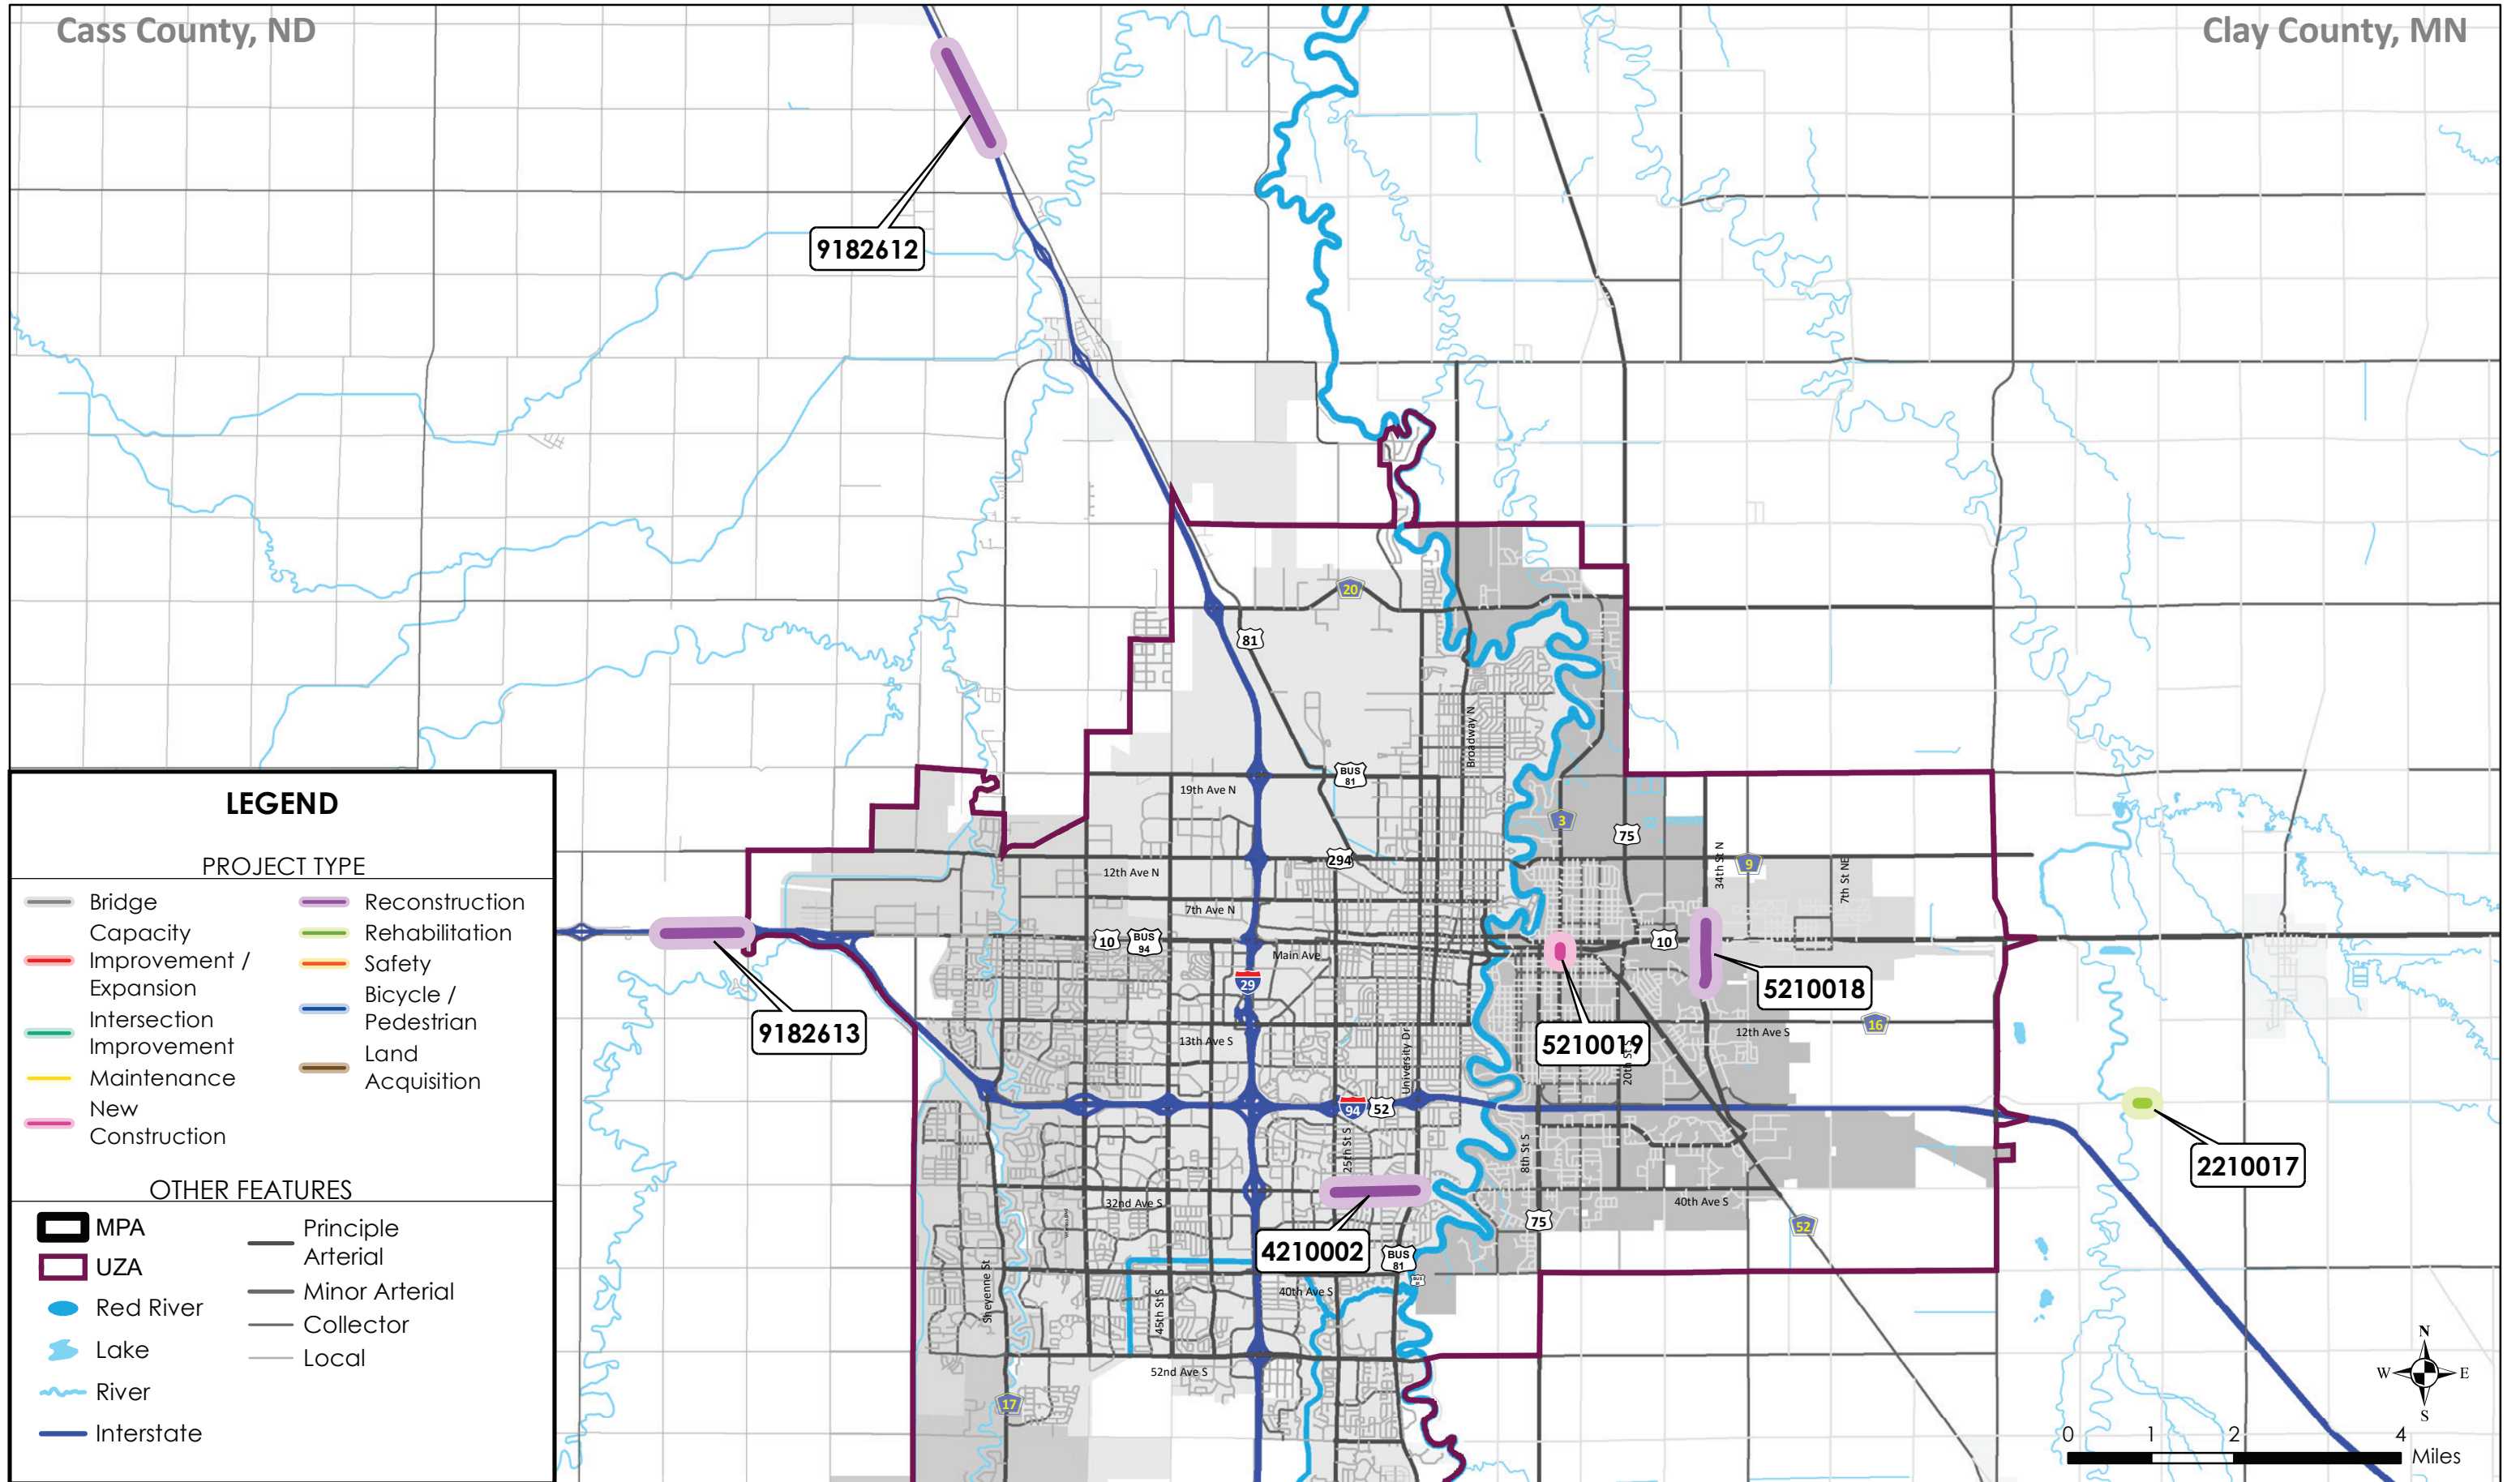 Cass County, ND
Clay County, MN
9182612
20
81
Broadway N
BUS
81
19th Ave N
3
75
294
34th St N
9
7th St NE
12th Ave N
7th Ave N
10
BUS
94
10
Main Ave
29
5210018
9182613
5210019
16
12th Ave S
13th Ave S
20th St S
University Dr
94
52
2210017
25th St S
8th St S
32nd Ave S
40th Ave S
75
52
4210002
BUS
81
40th Ave S
Sheyenne St
45th St S
52nd Ave S
17
LEGEND
PROJECT TYPE
Bridge
Capacity
Improvement /
Expansion
Intersection
Improvement
Maintenance
New
Construction
Reconstruction
Rehabilitation
Safety
Bicycle /
Pedestrian
Land
Acquisition
OTHER FEATURES
MPA
UZA
Red River
Lake
River
Interstate
Principle
Arterial
Minor Arterial
Collector
Local
N
W
E
S
0
1
2
4
Miles